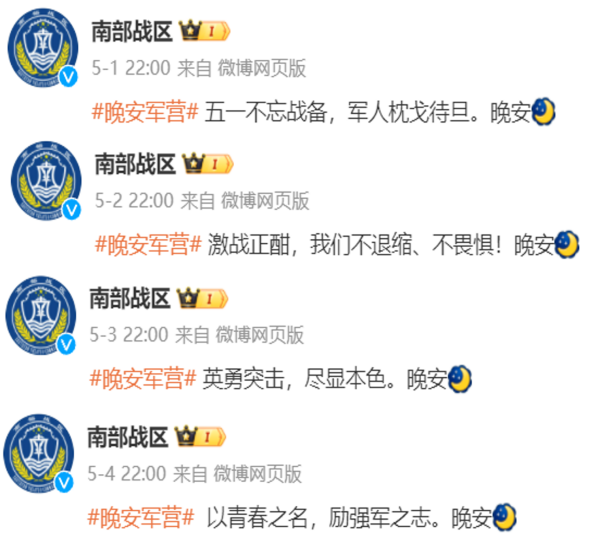 南部战区 I
5-1 22:00 来自 微博网页版
#晚安军营# 五一不忘战备，军人枕戈待旦。晚安
南部战区 I
5-2 22:00 来自 微博网页版
#晚安军营# 激战正酣，我们不退缩、不畏惧！晚安
南部战区 I
5-3 22:00 来自 微博网页版
#晚安军营# 英勇突击，尽显本色。晚安
南部战区 I
5-4 22:00 来自 微博网页版
#晚安军营# 以青春之名，励强军之志。晚安